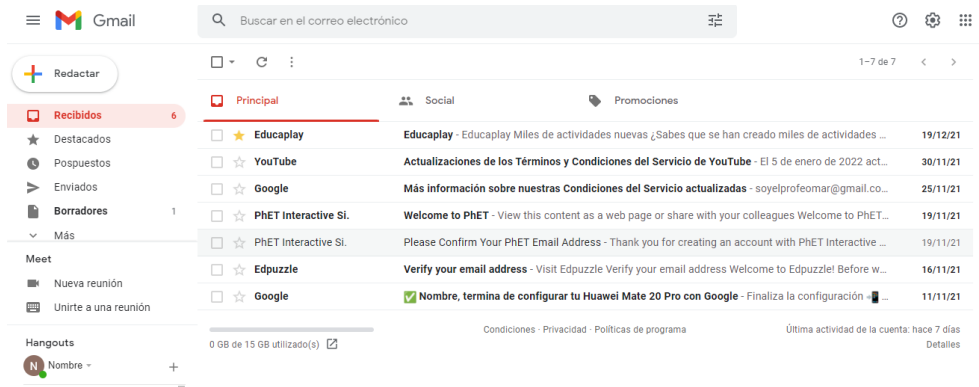 Gmail
Buscar en el correo electrónico
Redactar
1–7 de 7
Principal Social Promociones
Recibidos 6
Destacados
Pospuestos
Enviados
Borradores 1
Más
Educaplay Educaplay - Educaplay Miles de actividades nuevas ¿Sabes que se han creado miles de actividades ... 19/12/21
YouTube Actualizaciones de los Términos y Condiciones del Servicio de YouTube - El 5 de enero de 2022 act... 30/11/21
Google Más información sobre nuestras Condiciones del Servicio actualizadas - soyelprofeomar@gmail.co... 25/11/21
PhET Interactive Si. Welcome to PhET - View this content as a web page or share with your colleagues Welcome to PhET... 19/11/21
PhET Interactive Si. Please Confirm Your PhET Email Address - Thank you for creating an account with PhET Interactive ... 19/11/21
Edpuzzle Verify your email address - Visit Edpuzzle Verify your email address Welcome to Edpuzzle! Before w... 16/11/21
Google ✅ Nombre, termina de configurar tu Huawei Mate 20 Pro con Google - Finaliza la configuración 📲 ... 11/11/21
Meet
Nueva reunión
Unirte a una reunión
Hangouts
N Nombre
0 GB de 15 GB utilizado(s)
Condiciones · Privacidad · Políticas de programa
Última actividad de la cuenta: hace 7 días
Detalles